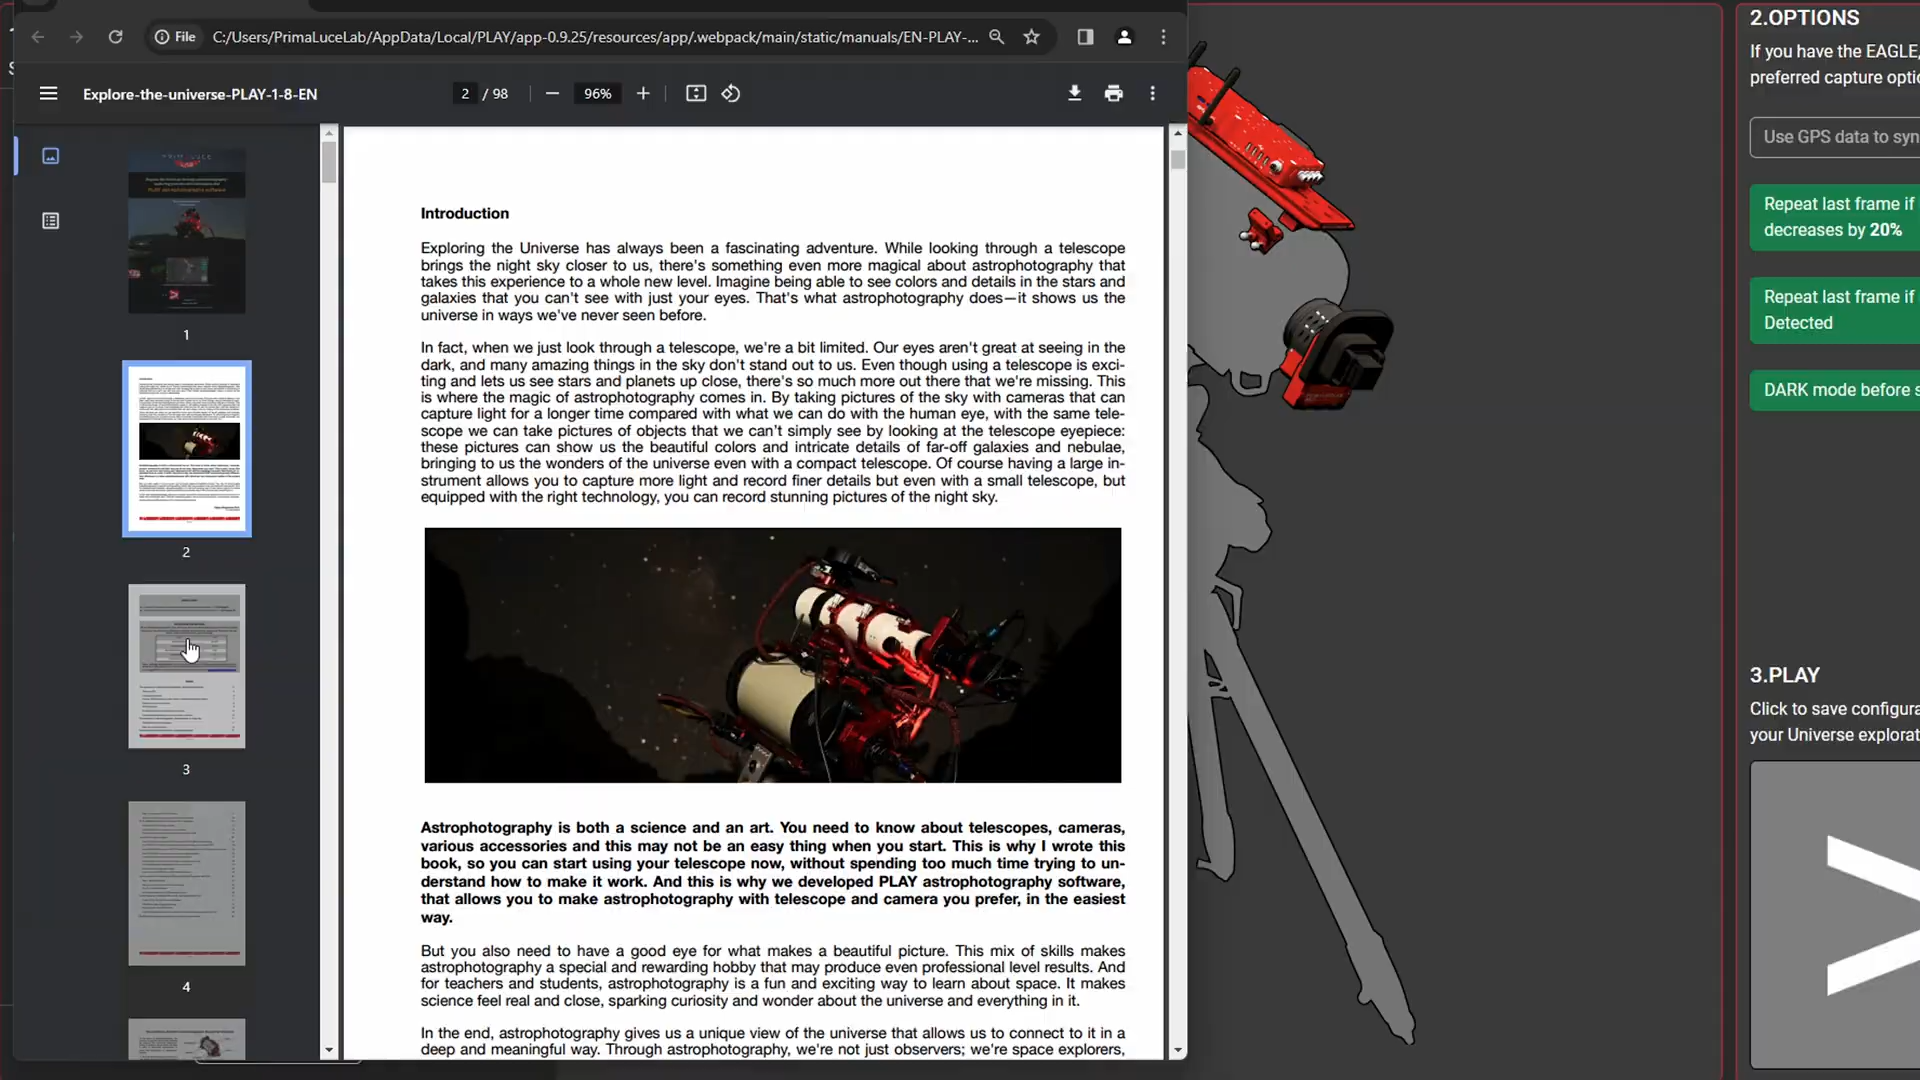 File
C:/Users/PrimaLuceLab/AppData/Local/PLAY/app-0.9.25/resources/app/.webpack/main/static/manuals/EN-PLAY-...
Explore-the-universe-PLAY-1-8-EN
2 / 98
96%
1
2
3
4
Introduction
Exploring the Universe has always been a fascinating adventure. While looking through a telescope
brings the night sky closer to us, there's something even more magical about astrophotography that
takes this experience to a whole new level. Imagine being able to see colors and details in the stars and
galaxies that you can't see with just your eyes. That's what astrophotography does—it shows us the
universe in ways we've never seen before.
In fact, when we just look through a telescope, we're a bit limited. Our eyes aren't great at seeing in the
dark, and many amazing things in the sky don't stand out to us. Even though using a telescope is exci-
ting and lets us see stars and planets up close, there's so much more out there that we're missing. This
is where the magic of astrophotography comes in. By taking pictures of the sky with cameras that can
capture light for a longer time compared with what we can do with the human eye, with the same tele-
scope we can take pictures of objects that we can't simply see by looking at the telescope eyepiece:
these pictures can show us the beautiful colors and intricate details of far-off galaxies and nebulae,
bringing to us the wonders of the universe even with a compact telescope. Of course having a large in-
strument allows you to capture more light and record finer details but even with a small telescope, but
equipped with the right technology, you can record stunning pictures of the night sky.
Astrophotography is both a science and an art. You need to know about telescopes, cameras,
various accessories and this may not be an easy thing when you start. This is why I wrote this
book, so you can start using your telescope now, without spending too much time trying to un-
derstand how to make it work. And this is why we developed PLAY astrophotography software,
that allows you to make astrophotography with telescope and camera you prefer, in the easiest
way.
But you also need to have a good eye for what makes a beautiful picture. This mix of skills makes
astrophotography a special and rewarding hobby that may produce even professional level results. And
for teachers and students, astrophotography is a fun and exciting way to learn about space. It makes
science feel real and close, sparking curiosity and wonder about the universe and everything in it.
In the end, astrophotography gives us a unique view of the universe that allows us to connect to it in a
deep and meaningful way. Through astrophotography, we're not just observers; we're space explorers,
2.OPTIONS
If you have the EAGLE,
preferred capture optio
Use GPS data to syn
Repeat last frame if
decreases by 20%
Repeat last frame if
Detected
DARK mode before s
3.PLAY
Click to save configura
your Universe explorat